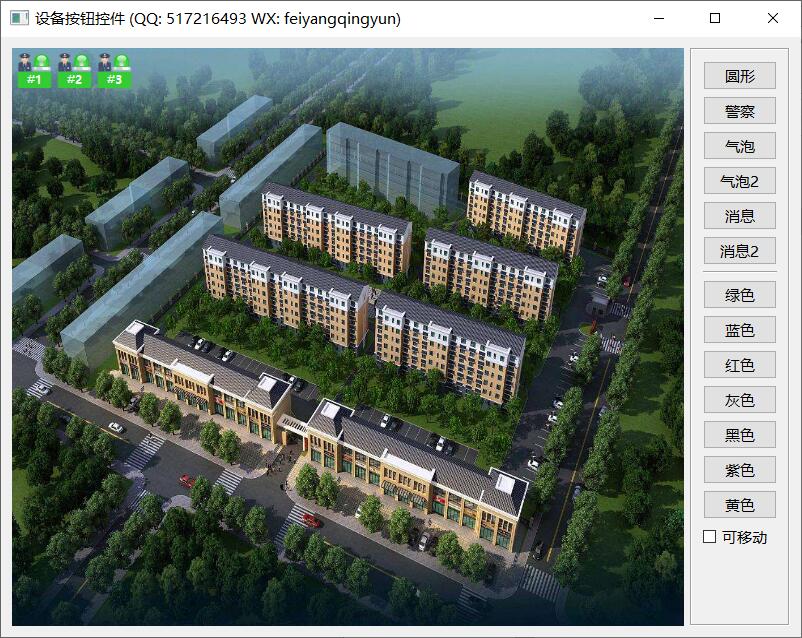 设备按钮控件 (QQ: 517216493 WX: feiyangqingyun)
#1 #2 #3
圆形
警察
气泡
气泡2
消息
消息2
绿色
蓝色
红色
灰色
黑色
紫色
黄色
可移动